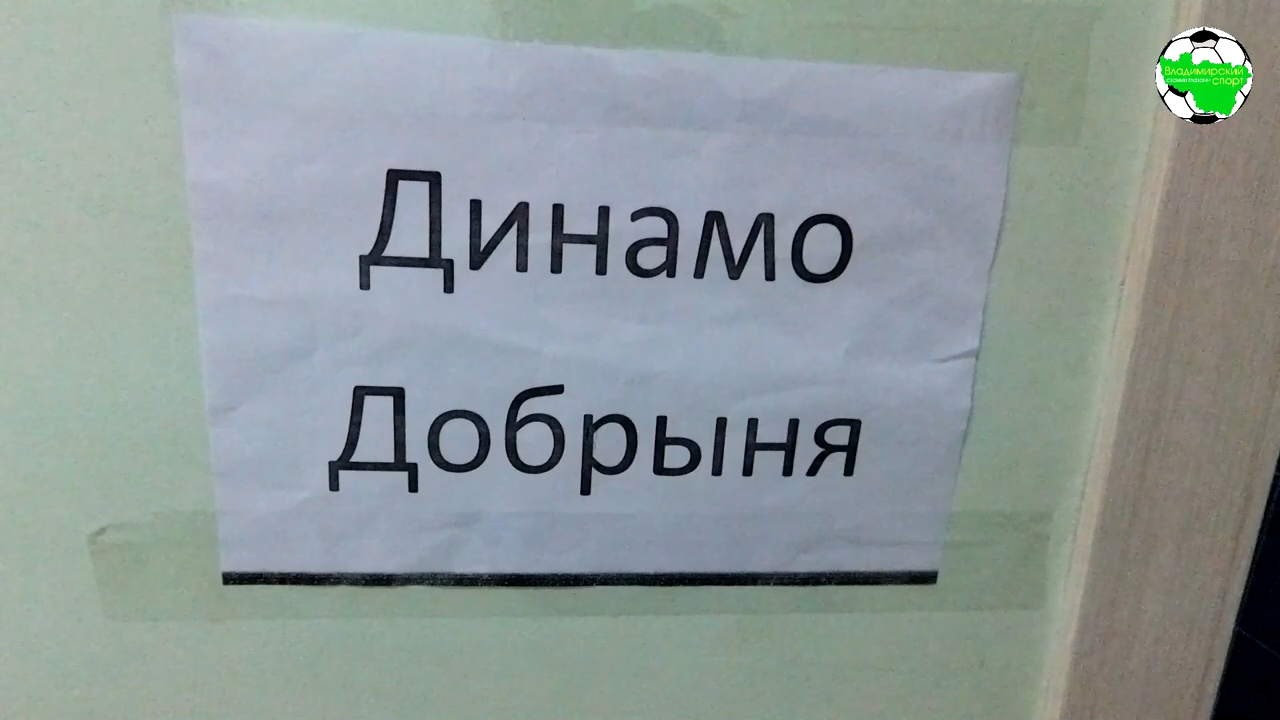 Динамо
Добрыня
Владимирский
спорт